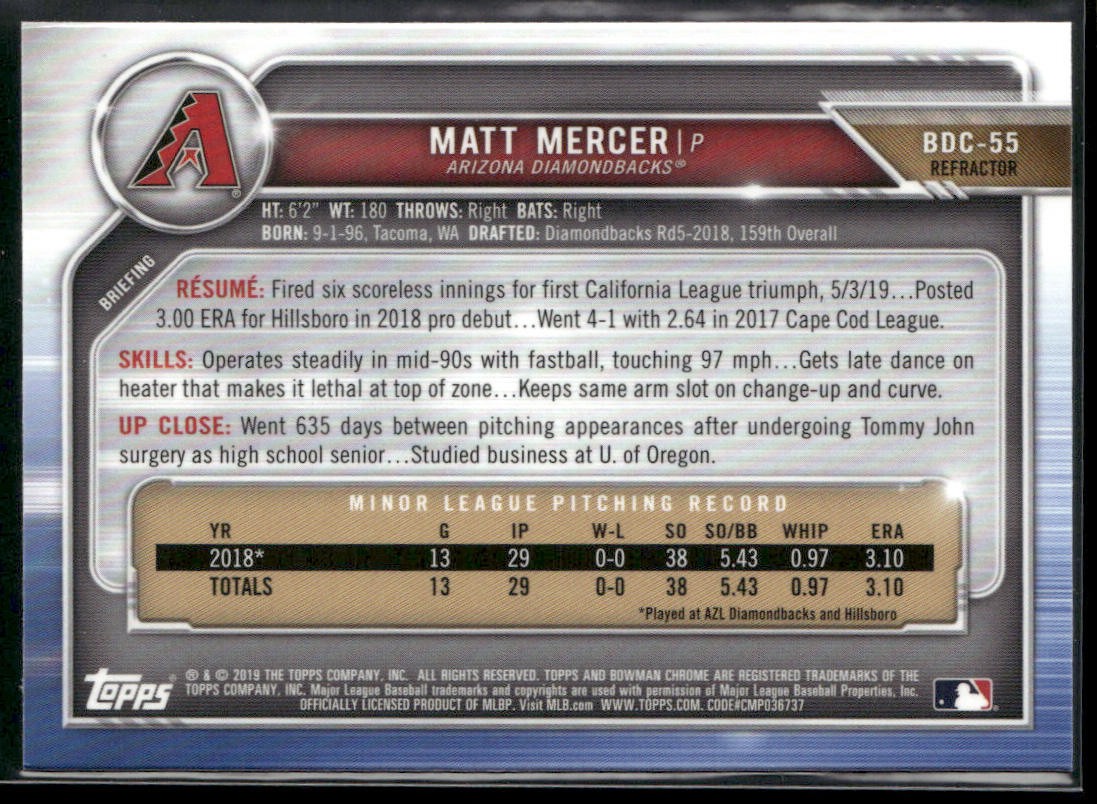 MATT MERCER | P
ARIZONA DIAMONDBACKS®
BDC-55
REFRACTOR
®
HT: 6'2" WT: 180 THROWS: Right BATS: Right
BORN: 9-1-96, Tacoma, WA DRAFTED: Diamondbacks Rd5-2018, 159th Overall
BRIEFING
RÉSUMÉ: Fired six scoreless innings for first California League triumph, 5/3/19...Posted
3.00 ERA for Hillsboro in 2018 pro debut...Went 4-1 with 2.64 in 2017 Cape Cod League.
SKILLS: Operates steadily in mid-90s with fastball, touching 97 mph...Gets late dance on
heater that makes it lethal at top of zone...Keeps same arm slot on change-up and curve.
UP CLOSE: Went 635 days between pitching appearances after undergoing Tommy John
surgery as high school senior...Studied business at U. of Oregon.
MINOR LEAGUE PITCHING RECORD
YR G IP W-L SO SO/BB WHIP ERA
2018* 13 29 0-0 38 5.43 0.97 3.10
TOTALS 13 29 0-0 38 5.43 0.97 3.10
*Played at AZL Diamondbacks and Hillsboro
topps
® & © 2019 THE TOPPS COMPANY, INC. ALL RIGHTS RESERVED. TOPPS AND BOWMAN CHROME ARE REGISTERED TRADEMARKS OF THE
TOPPS COMPANY, INC. Major League Baseball trademarks and copyrights are used with permission of Major League Baseball Properties, Inc.
OFFICIALLY LICENSED PRODUCT OF MLBP. Visit MLB.com WWW.TOPPS.COM. CODE#CMP036737